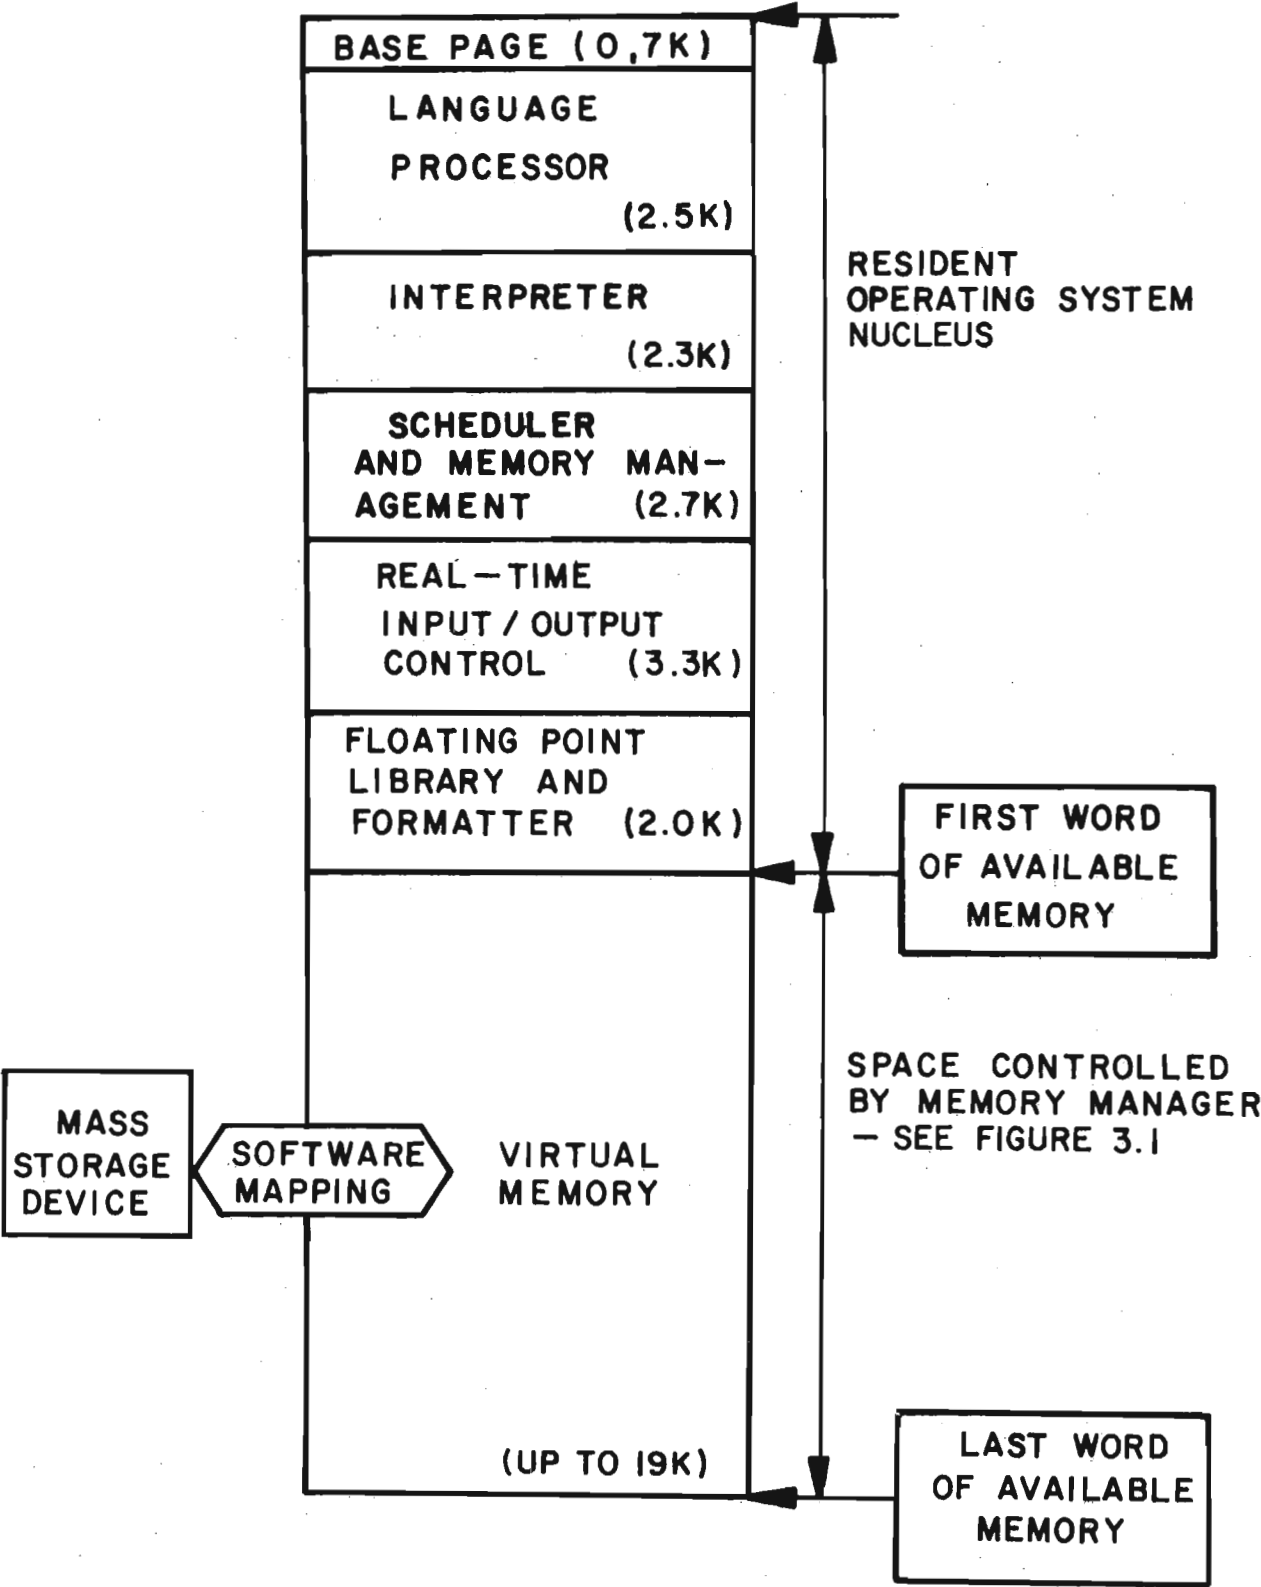 BASE PAGE (0,7K)
LANGUAGE
PROCESSOR
(2.5K)
INTERPRETER
(2.3K)
SCHEDULER
AND MEMORY MAN-
AGEMENT (2.7K)
REAL-TIME
INPUT/OUTPUT
CONTROL (3.3K)
FLOATING POINT
LIBRARY AND
FORMATTER (2.0K)
RESIDENT
OPERATING SYSTEM
NUCLEUS
FIRST WORD
OF AVAILABLE
MEMORY
SPACE CONTROLLED
BY MEMORY MANAGER
- SEE FIGURE 3.1
MASS
STORAGE
DEVICE
SOFTWARE
MAPPING
VIRTUAL
MEMORY
(UP TO 19K)
LAST WORD
OF AVAILABLE
MEMORY